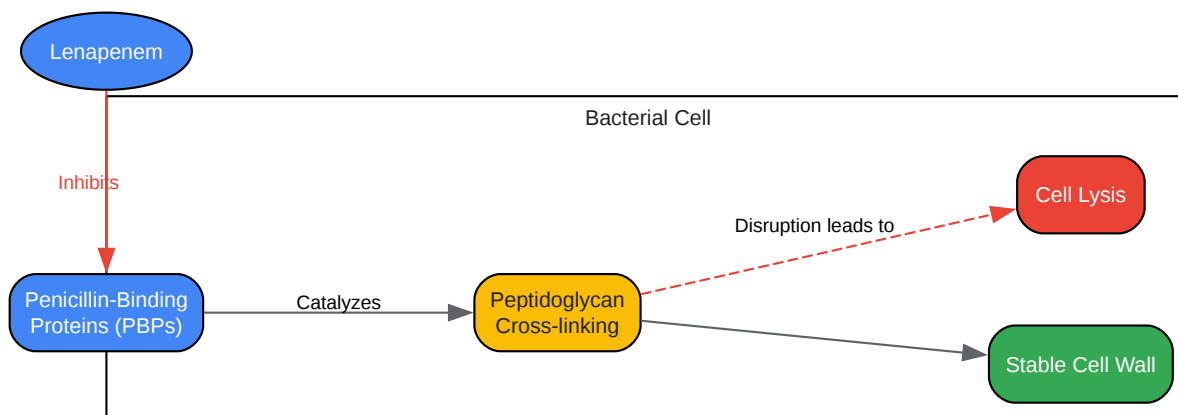 Lenapenem
Bacterial Cell
Inhibits
Cell Lysis
Disruption leads to
Penicillin-Binding
Proteins (PBPs)
Catalyzes
Peptidoglycan
Cross-linking
Stable Cell Wall